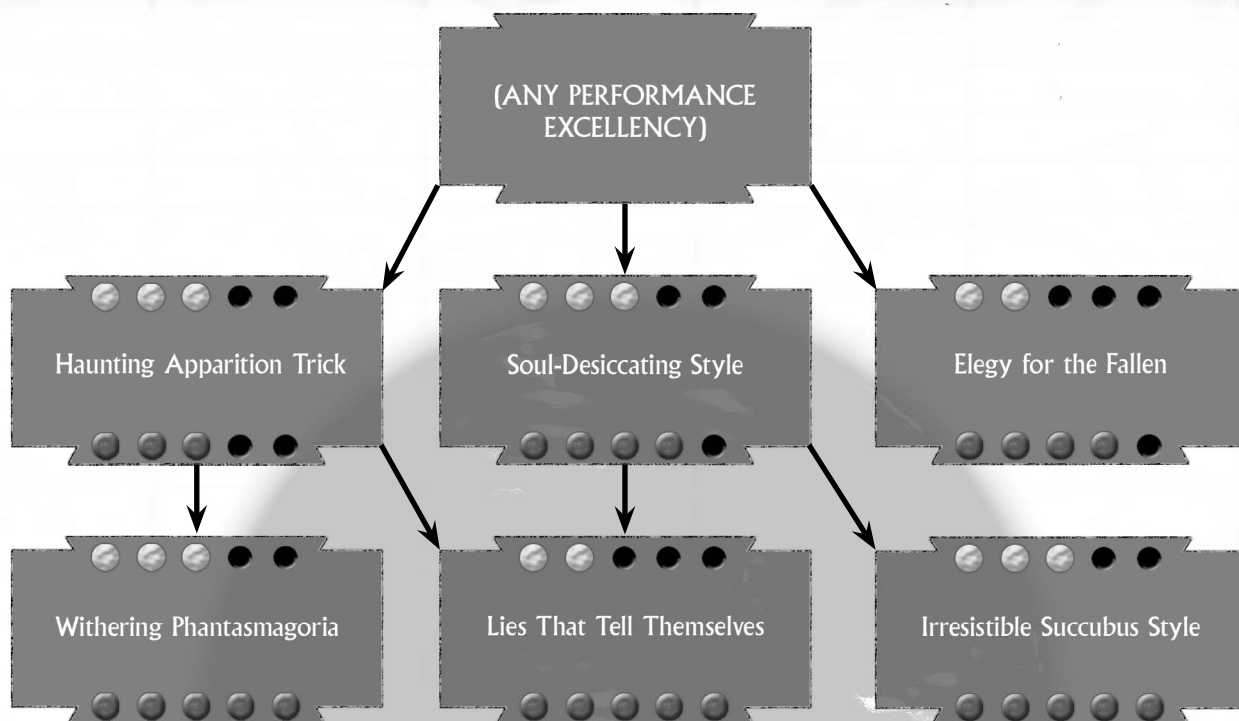 (ANY PERFORMANCE
EXCELLENCY)
Haunting Apparition Trick
Soul-Desiccating Style
Elegy for the Fallen
Withering Phantasmagoria
Lies That Tell Themselves
Irresistible Succubus Style